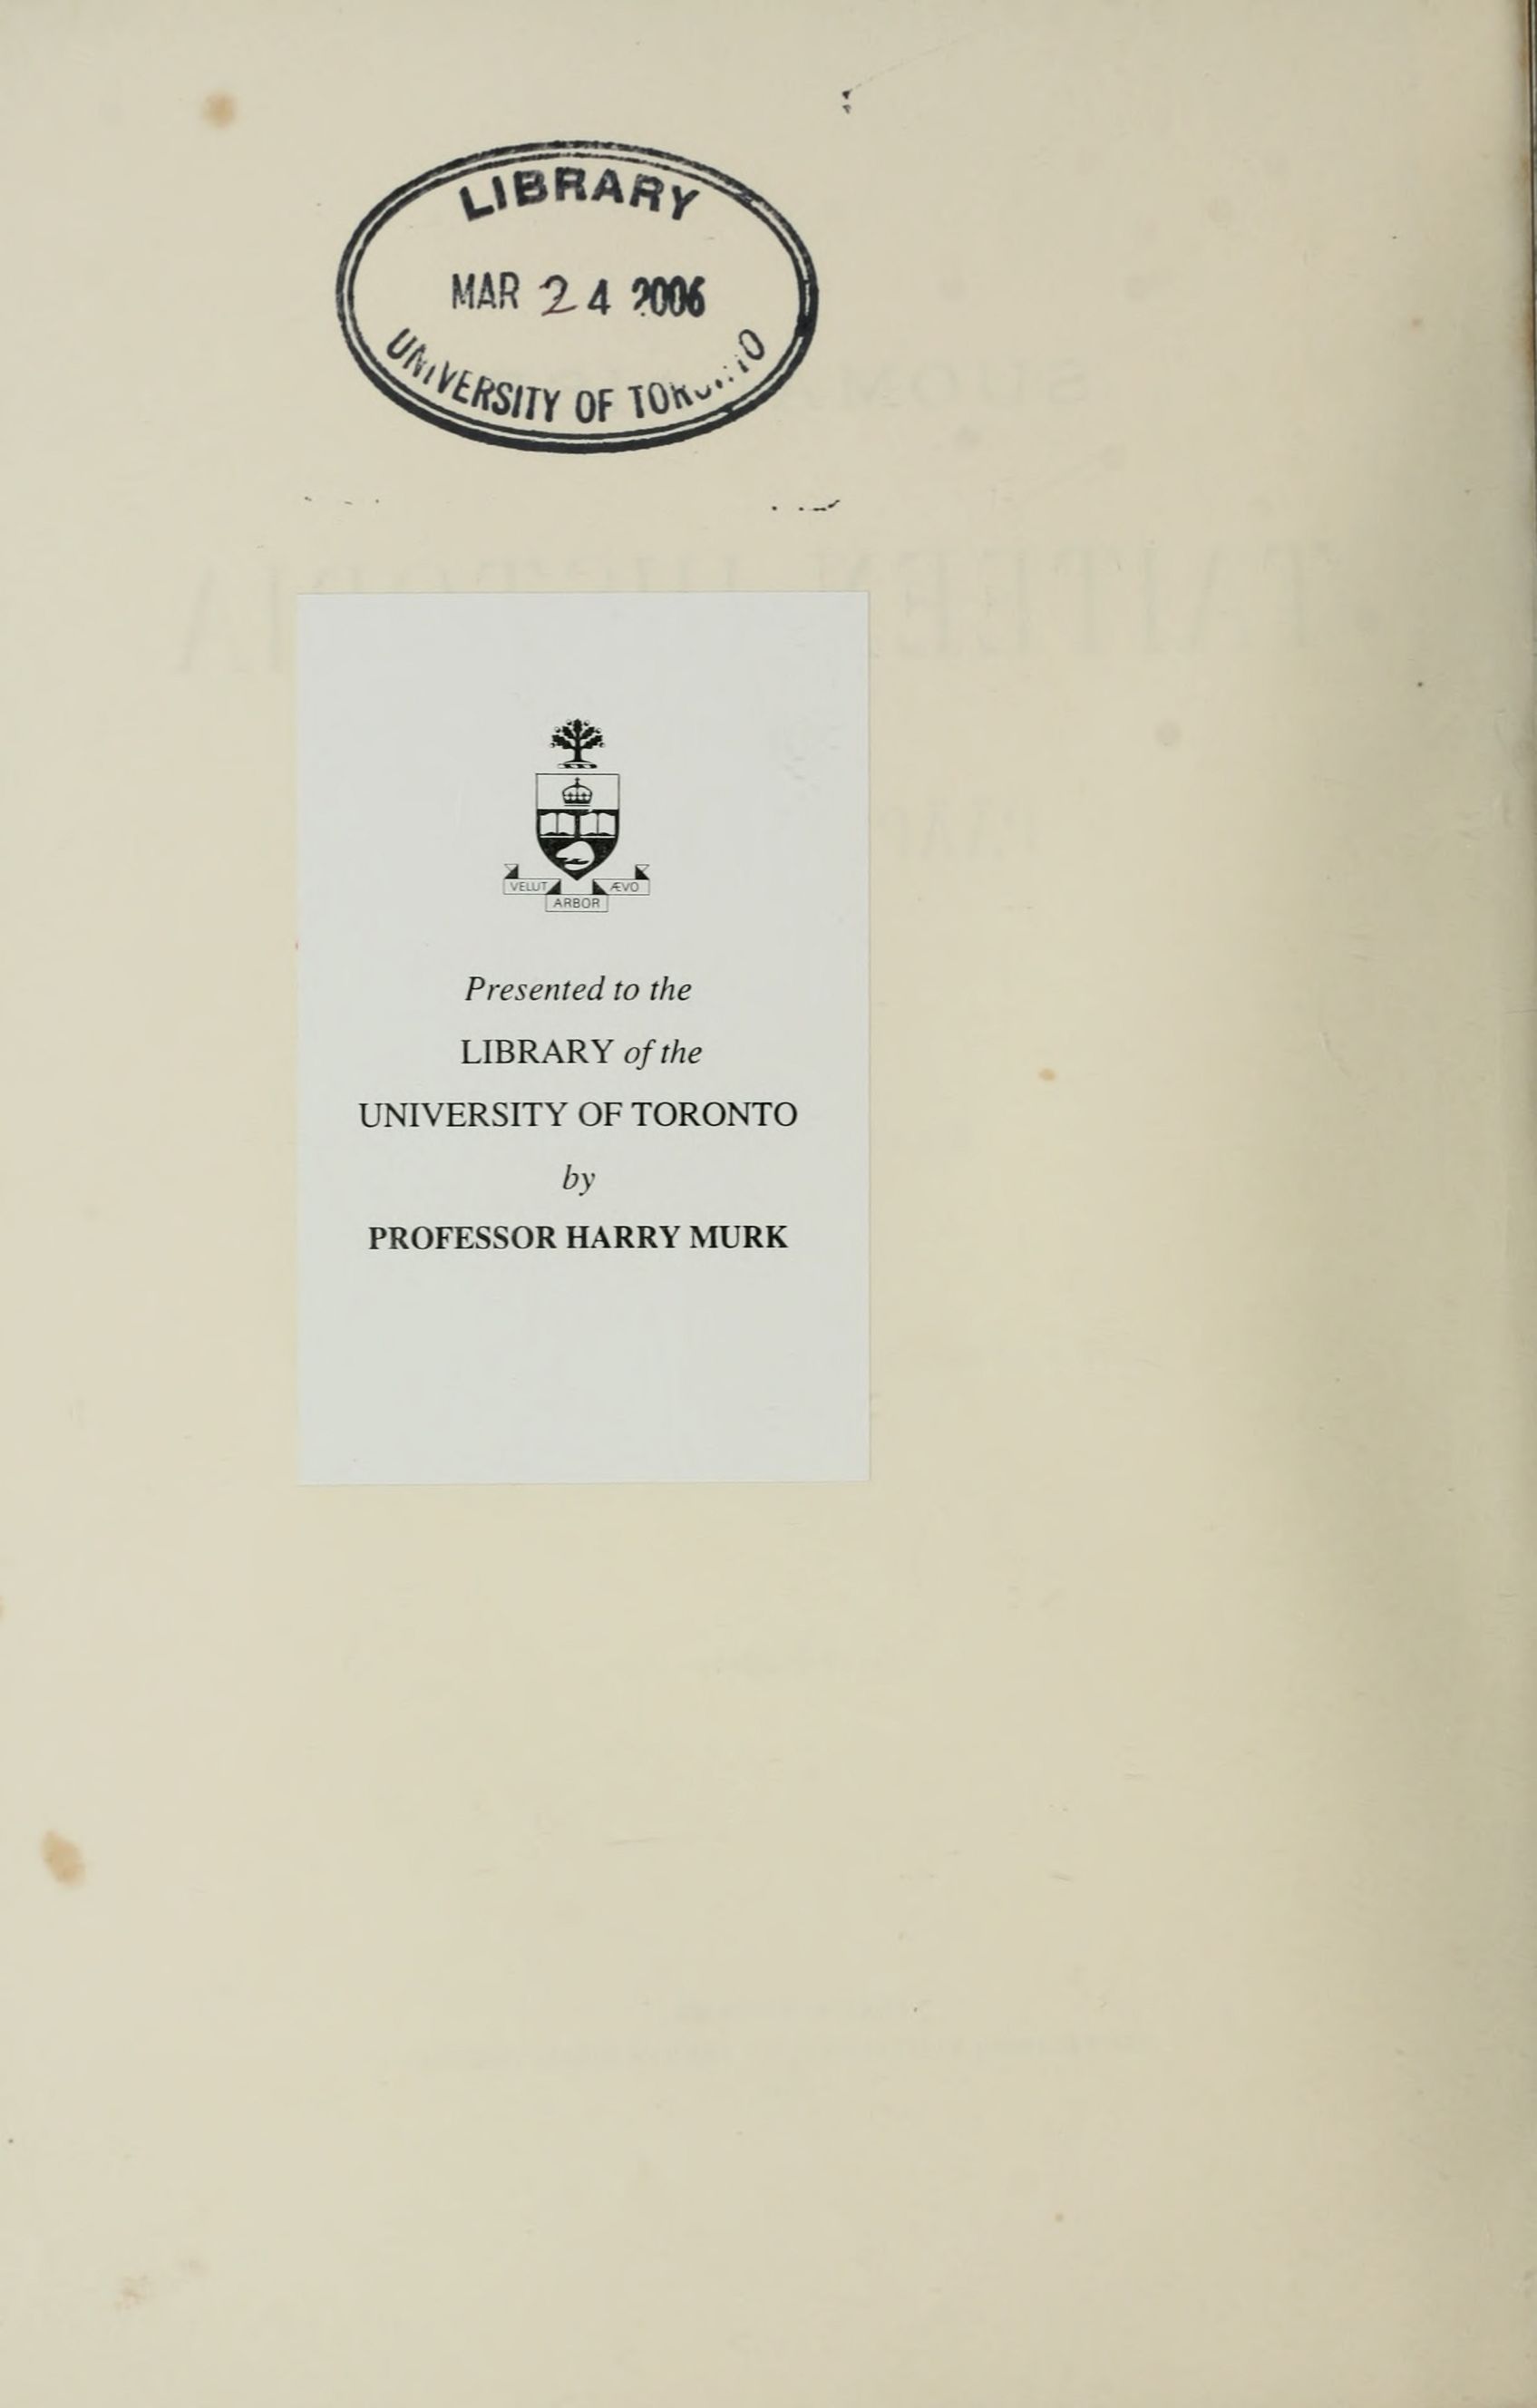 LIBRARY
MAR 24 2006
UNIVERSITY OF TORONTO
VELUT ÆVO
ARBOR
Presented to the
LIBRARY of the
UNIVERSITY OF TORONTO
by
PROFESSOR HARRY MURK